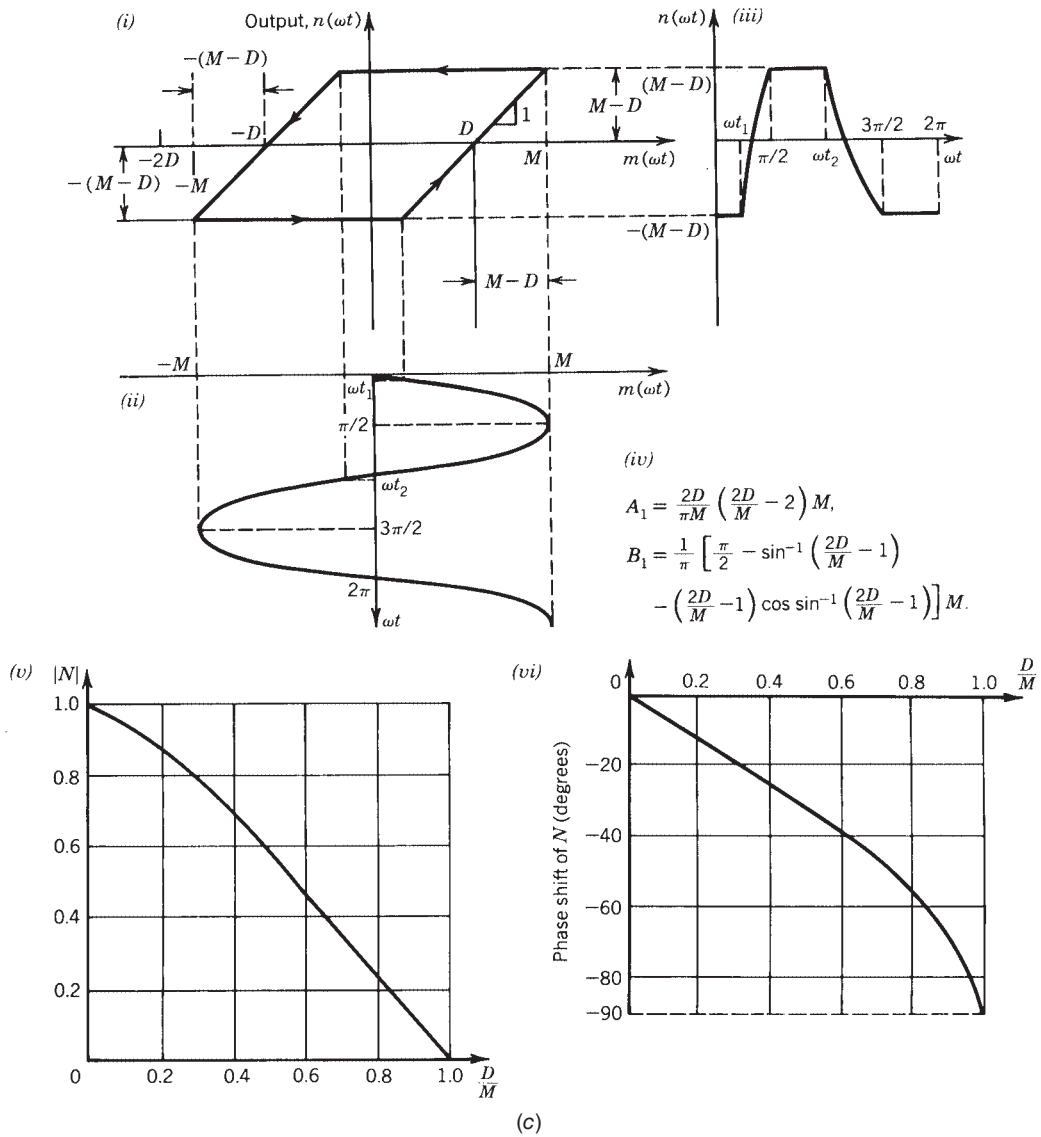 (i)
Output, n(ωt)
−(M−D)
−D
−2D
−(M−D)
−M
D
1
M
m(ωt)
M−D
M−D
n(ωt)
(iii)
(M−D)
ωt₁
π/2
ωt₂
3π/2
2π
ωt
−(M−D)
−M
M
m(ωt)
(ii)
ωt₁
π/2
ωt₂
3π/2
2π
ωt
(iv)
A₁ = 2D/πM (2D/M − 2) M,
B₁ = 1/π [π/2 − sin⁻¹ (2D/M − 1)
− (2D/M −1) cos sin⁻¹ (2D/M − 1)] M.
(v)
|N|
1.0
0.8
0.6
0.4
0.2
0 0.2 0.4 0.6 0.8 1.0 D/M
(vi)
0 0.2 0.4 0.6 0.8 1.0 D/M
−20
−40
−60
−80
−90
Phase shift of N (degrees)
(c)